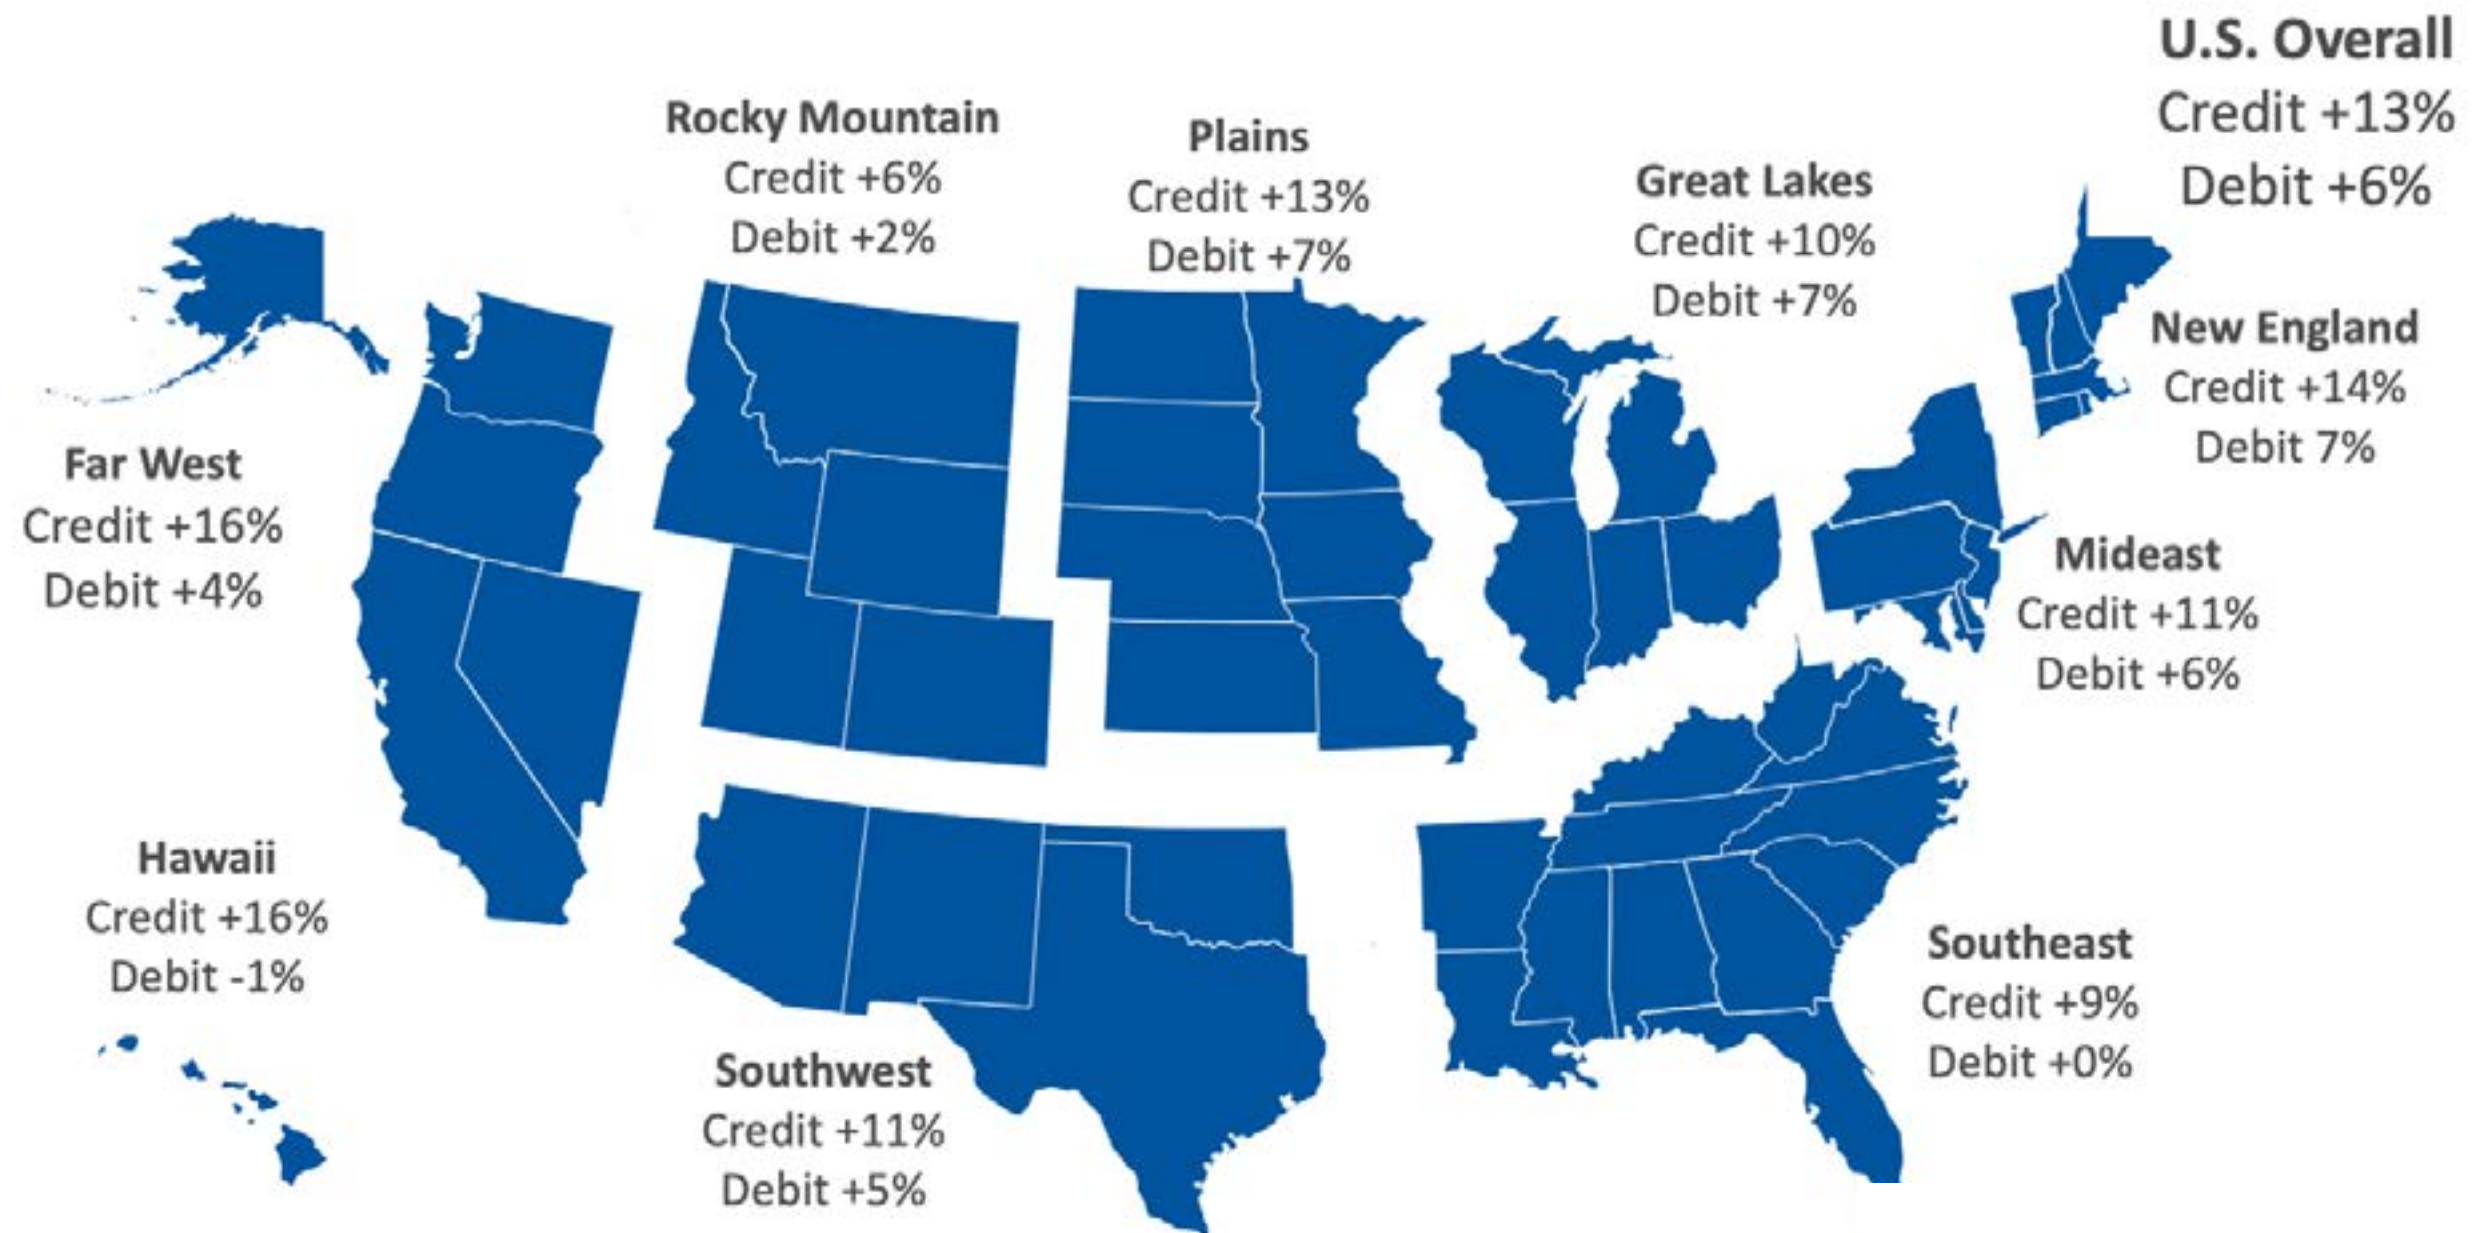 U.S. Overall
Credit +13%
Debit +6%
Rocky Mountain
Credit +6%
Debit +2%
Plains
Credit +13%
Debit +7%
Great Lakes
Credit +10%
Debit +7%
New England
Credit +14%
Debit 7%
Far West
Credit +16%
Debit +4%
Mideast
Credit +11%
Debit +6%
Hawaii
Credit +16%
Debit -1%
Southwest
Credit +11%
Debit +5%
Southeast
Credit +9%
Debit +0%